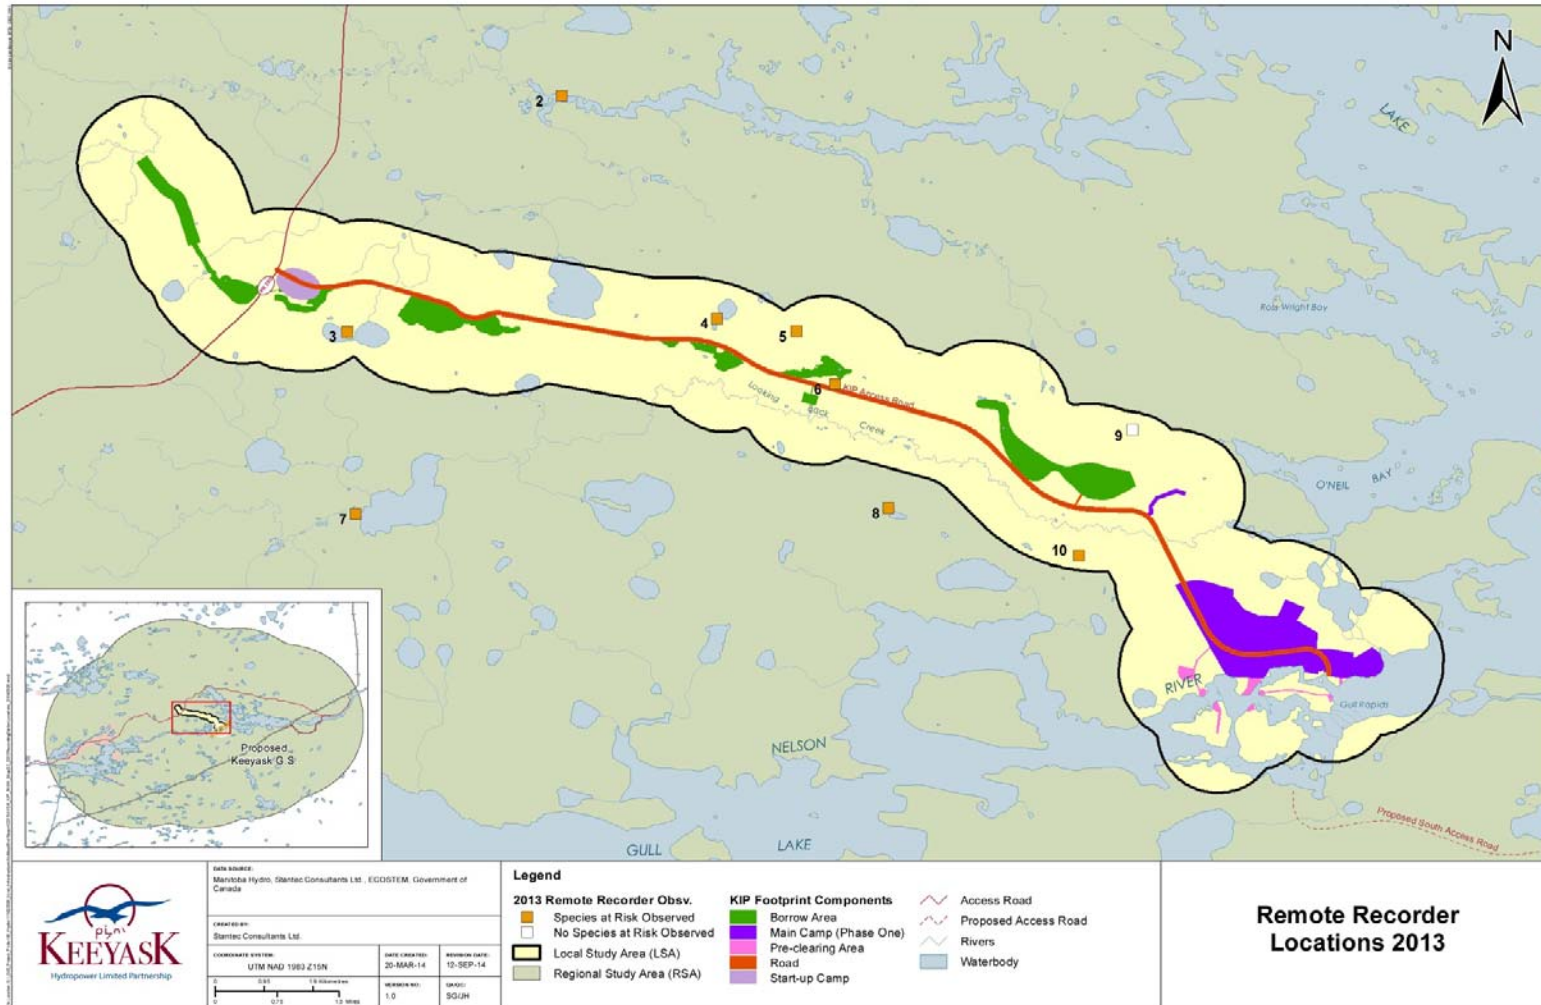 N
LAKE
2
3
4
5
Ross Wright Bay
6
KIP Access Road
Looking
Back
Creek
9
O'NEIL BAY
7
8
10
RIVER
Gull Rapids
NELSON
GULL LAKE
Proposed South Access Road
Proposed
Keeyask G S
KEEYASK
Hydropower Limited Partnership
DATA SOURCE:
Manitoba Hydro, Stantec Consultants Ltd., ECOSTEM, Government of
Canada
CREATED BY:
Stantec Consultants Ltd.
COORDINATE SYSTEM:
UTM NAD 1983 Z15N
DATE CREATED:
20-MAR-14
REVISION DATE:
12-SEP-14
VERSION NO:
1.0
QA/QC:
SG/JH
Legend
2013 Remote Recorder Obsv.
Species at Risk Observed
No Species at Risk Observed
Local Study Area (LSA)
Regional Study Area (RSA)
KIP Footprint Components
Borrow Area
Main Camp (Phase One)
Pre-clearing Area
Road
Start-up Camp
Access Road
Proposed Access Road
Rivers
Waterbody
Remote Recorder
Locations 2013